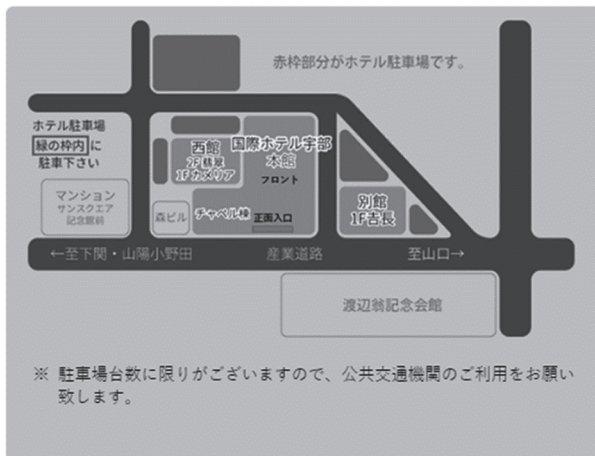 赤枠部分がホテル駐車場です。
ホテル駐車場
緑の枠内に
駐車下さい
西館
2F 翡翠
1F カメリア
国際ホテル宇部
本館
フロント
マンション
サンスクエア
記念館前
森ビル
チャペル棟
正面入口
別館
1F吉長
←至下関・山陽小野田
産業道路
至山口→
渡辺翁記念会館
※ 駐車場台数に限りがございますので、公共交通機関のご利用をお願い
致します。